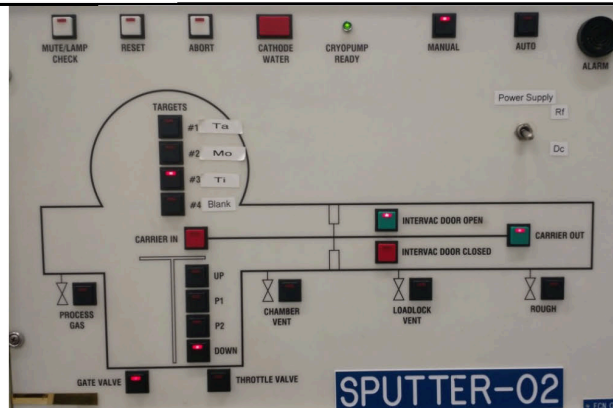 MUTE/LAMP CHECK
RESET
ABORT
CATHODE WATER
CRYOPUMP READY
MANUAL
AUTO
ALARM
TARGETS
#1 Ta
#2 Mo
#3 Ti
#4 Blank
Power Supply
Rf
Dc
INTERVAC DOOR OPEN
CARRIER IN
CARRIER OUT
INTERVAC DOOR CLOSED
UP
P1
P2
DOWN
PROCESS GAS
CHAMBER VENT
LOADLOCK VENT
ROUGH
GATE VALVE
THROTTLE VALVE
SPUTTER-02